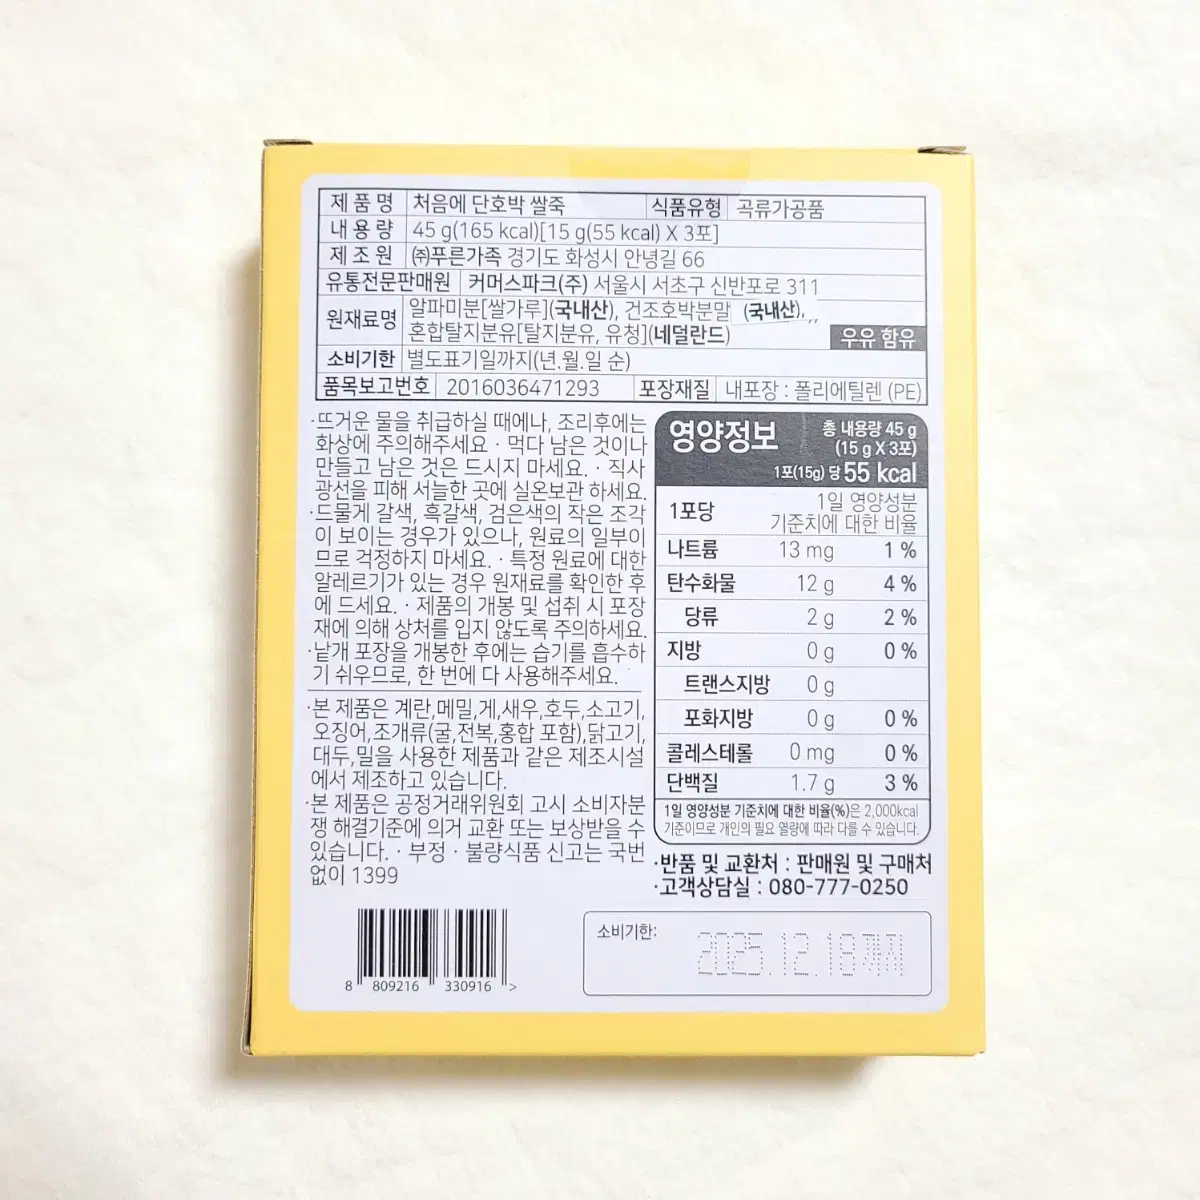 제품명 처음에 단호박 쌀죽 식품유형 곡류가공품
내용량 45 g(165 kcal)[15 g(55 kcal) X 3포]
제조원 ㈜푸른가족 경기도 화성시 안녕길 66
유통전문판매원 커머스파크(주) 서울시 서초구 신반포로 311
원재료명 알파미분[쌀가루](국내산), 건조호박분말 (국내산),
혼합탈지분유[탈지분유, 유청](네덜란드)
우유 함유
소비기한 별도표기일까지(년.월.일 순)
품목보고번호 2016036471293 포장재질 내포장 : 폴리에틸렌 (PE)
·뜨거운 물을 취급하실 때에나, 조리후에는
화상에 주의해주세요 · 먹다 남은 것이나
만들고 남은 것은 드시지 마세요. · 직사
광선을 피해 서늘한 곳에 실온보관 하세요.
·드물게 갈색, 흑갈색, 검은색의 작은 조각
이 보이는 경우가 있으나, 원료의 일부이
므로 걱정하지 마세요. · 특정 원료에 대한
알레르기가 있는 경우 원재료를 확인한 후
에 드세요. · 제품의 개봉 및 섭취 시 포장
재에 의해 상처를 입지 않도록 주의하세요.
·낱개 포장을 개봉한 후에는 습기를 흡수하
기 쉬우므로, 한 번에 다 사용해주세요.
·본 제품은 계란,메밀,게,새우,호두,소고기,
오징어,조개류(굴,전복,홍합 포함),닭고기,
대두,밀을 사용한 제품과 같은 제조시설
에서 제조하고 있습니다.
·본 제품은 공정거래위원회 고시 소비자분
쟁 해결기준에 의거 교환 또는 보상받을 수
있습니다. · 부정 · 불량식품 신고는 국번
없이 1399
영양정보 총 내용량 45 g
(15 g X 3포)
1포(15g) 당 55 kcal
1포당 1일 영양성분
기준치에 대한 비율
나트륨 13 mg 1 %
탄수화물 12 g 4 %
당류 2 g 2 %
지방 0 g 0 %
트랜스지방 0 g
포화지방 0 g 0 %
콜레스테롤 0 mg 0 %
단백질 1.7 g 3 %
1일 영양성분 기준치에 대한 비율(%)은 2,000kcal
기준이므로 개인의 필요 열량에 따라 다를 수 있습니다.
·반품 및 교환처 : 판매원 및 구매처
·고객상담실 : 080-777-0250
8 809216 330916 >
소비기한: 2025.12.18까지